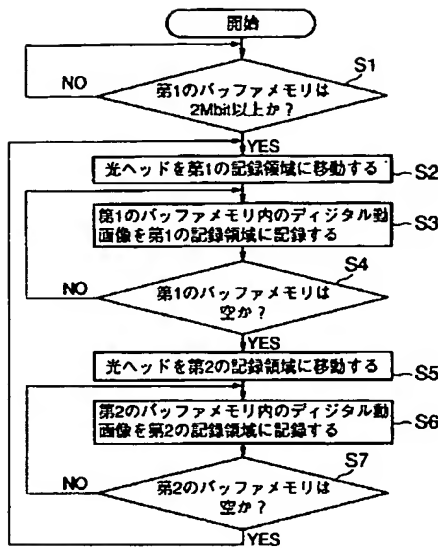 開始
S1
NO
第1のバッファメモリは
2Mbit以上か?
YES
光ヘッドを第1の記録領域に移動する
S2
第1のバッファメモリ内のディジタル動
画像を第1の記録領域に記録する
S3
S4
NO
第1のバッファメモリは
空か?
YES
光ヘッドを第2の記録領域に移動する
S5
第2のバッファメモリ内のディジタル動
画像を第2の記録領域に記録する
S6
S7
NO
第2のバッファメモリは
空か?
YES